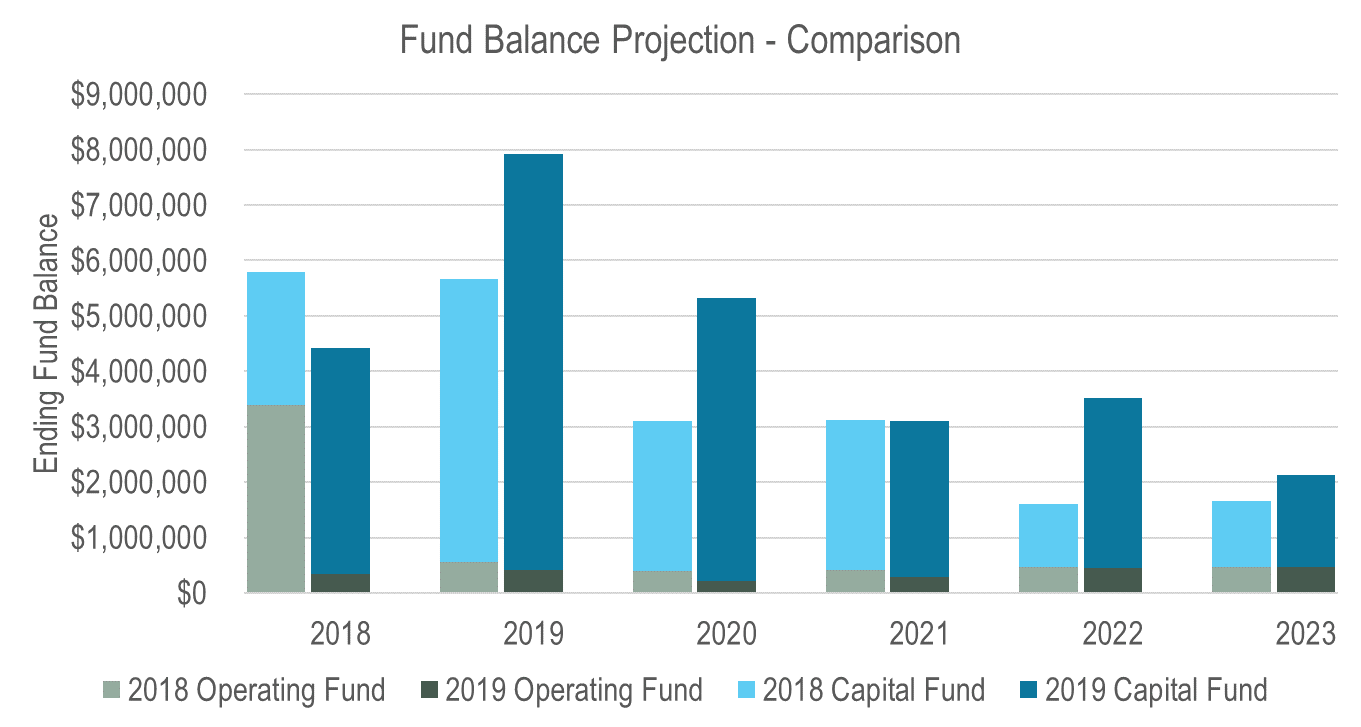 Fund Balance Projection - Comparison
Ending Fund Balance
$9,000,000
$8,000,000
$7,000,000
$6,000,000
$5,000,000
$4,000,000
$3,000,000
$2,000,000
$1,000,000
$0
2018 2019 2020 2021 2022 2023
2018 Operating Fund 2019 Operating Fund 2018 Capital Fund 2019 Capital Fund